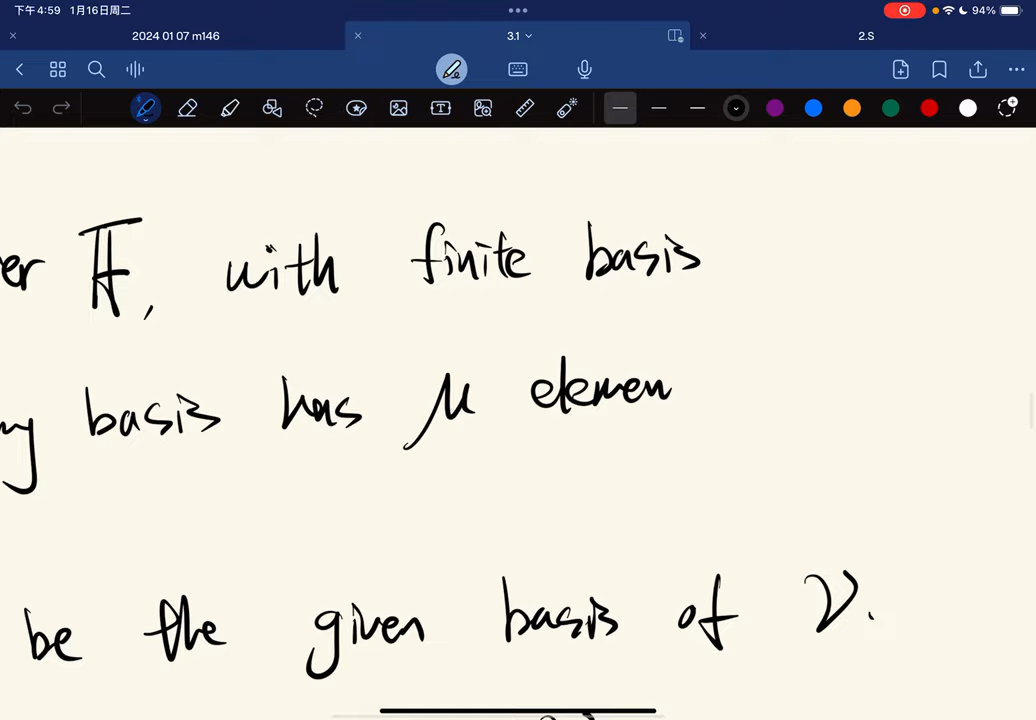 下午4:59 1月16日周二 94%
2024 01 07 m146 3.1 2.S
er 𝔽, with finite basis
ny basis has μ elemen
be the given basis of V.